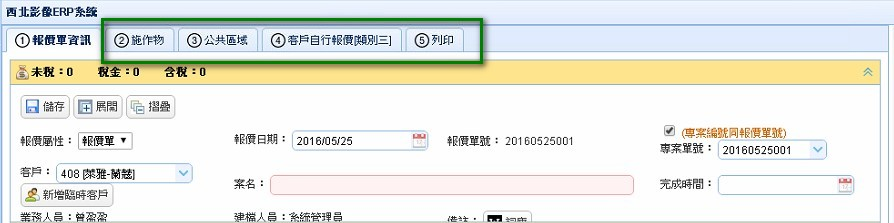 西北影像ERP系統
① 報價單資訊 ② 施作物 ③ 公共區域 ④ 客戶自行報價[類別三] ⑤ 列印
未稅：0 稅金：0 含稅：0
儲存 展開 摺疊
報價屬性： 報價單 報價日期： 2016/05/25 報價單號： 20160525001 (專案編號同報價單號)
專案單號： 20160525001
客戶： 408 [萊雅-蘭蔻] 案名： 完成時間：
新增臨時客戶
業務人員： 建檔人員：系統管理員 備註：